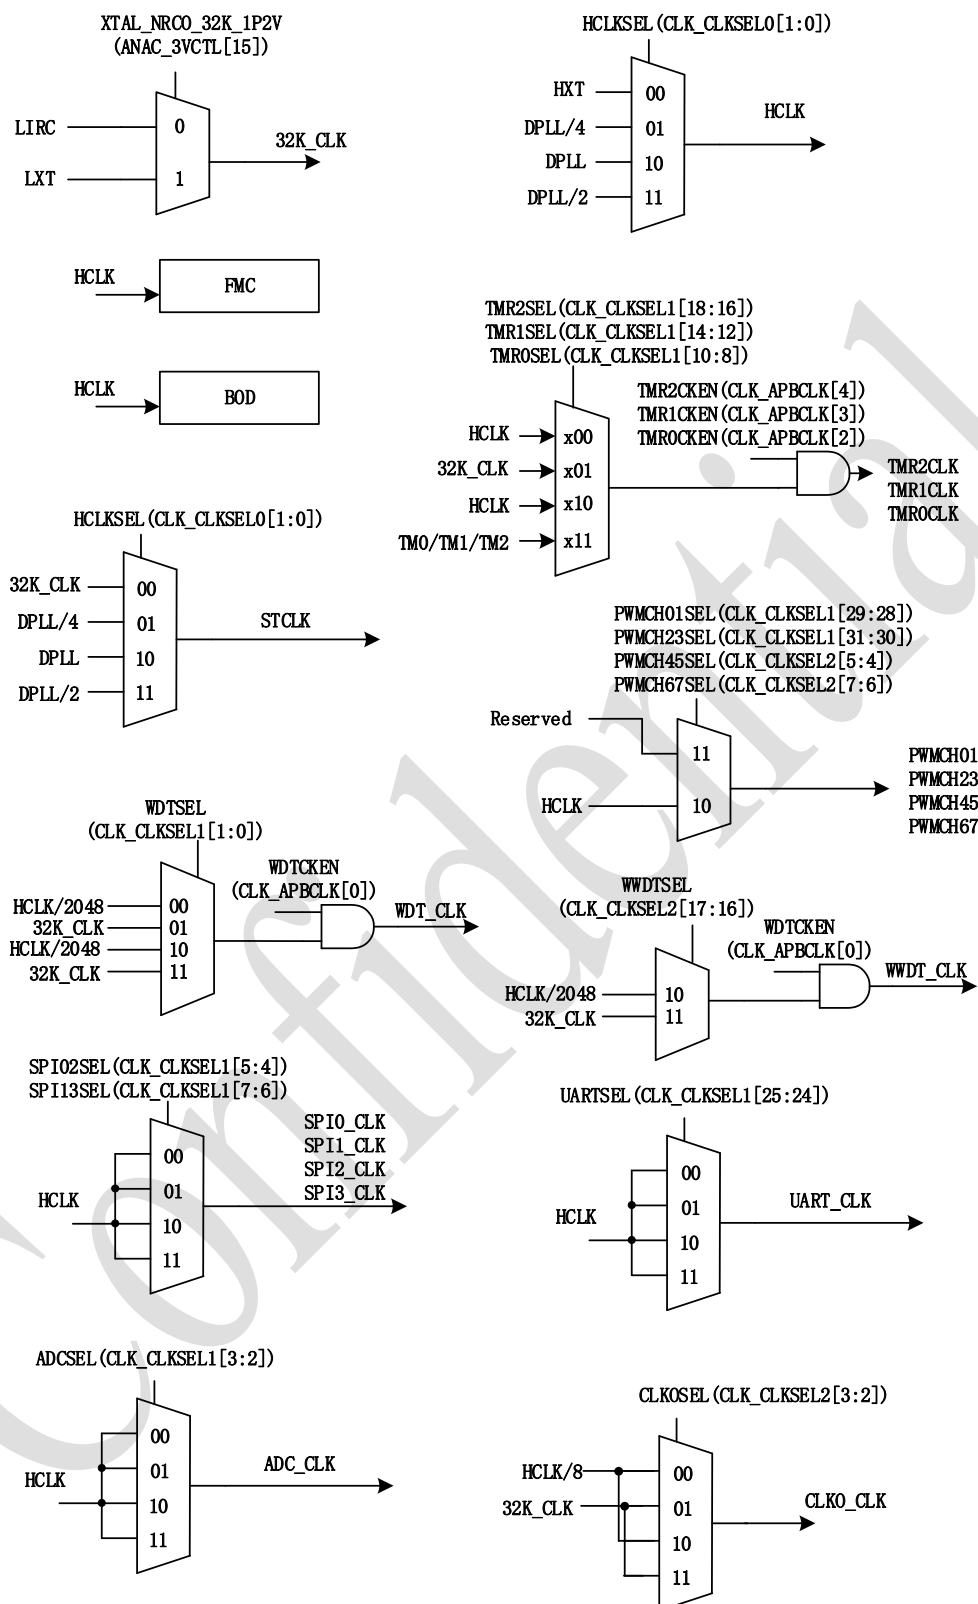 XTAL_NRCO_32K_1P2V
(ANAC_3VCTL[15])
LIRC
LXT
0
1
32K_CLK
HCLKSEL(CLK_CLKSEL0[1:0])
HXT
DPLL/4
DPLL
DPLL/2
00
01
10
11
HCLK
HCLK
FMC
HCLK
BOD
TMR2SEL(CLK_CLKSEL1[18:16])
TMR1SEL(CLK_CLKSEL1[14:12])
TMR0SEL(CLK_CLKSEL1[10:8])
HCLK
32K_CLK
HCLK
TM0/TM1/TM2
x00
x01
x10
x11
TMR2CKEN(CLK_APBCLK[4])
TMR1CKEN(CLK_APBCLK[3])
TMR0CKEN(CLK_APBCLK[2])
TMR2CLK
TMR1CLK
TMR0CLK
HCLKSEL(CLK_CLKSEL0[1:0])
32K_CLK
DPLL/4
DPLL
DPLL/2
00
01
10
11
STCLK
PWMCH01SEL(CLK_CLKSEL1[29:28])
PWMCH23SEL(CLK_CLKSEL1[31:30])
PWMCH45SEL(CLK_CLKSEL2[5:4])
PWMCH67SEL(CLK_CLKSEL2[7:6])
Reserved
HCLK
11
10
PWMCH01
PWMCH23
PWMCH45
PWMCH67
WDTSEL
(CLK_CLKSEL1[1:0])
HCLK/2048
32K_CLK
HCLK/2048
32K_CLK
00
01
10
11
WDTCKEN
(CLK_APBCLK[0])
WDT_CLK
WWDTSEL
(CLK_CLKSEL2[17:16])
HCLK/2048
32K_CLK
10
11
WDTCKEN
(CLK_APBCLK[0])
WWDT_CLK
SPI02SEL(CLK_CLKSEL1[5:4])
SPI13SEL(CLK_CLKSEL1[7:6])
HCLK
00
01
10
11
SPI0_CLK
SPI1_CLK
SPI2_CLK
SPI3_CLK
UARTSEL(CLK_CLKSEL1[25:24])
HCLK
00
01
10
11
UART_CLK
ADCSEL(CLK_CLKSEL1[3:2])
HCLK
00
01
10
11
ADC_CLK
CLKOSEL(CLK_CLKSEL2[3:2])
HCLK/8
32K_CLK
00
01
10
11
CLKO_CLK
Confidential